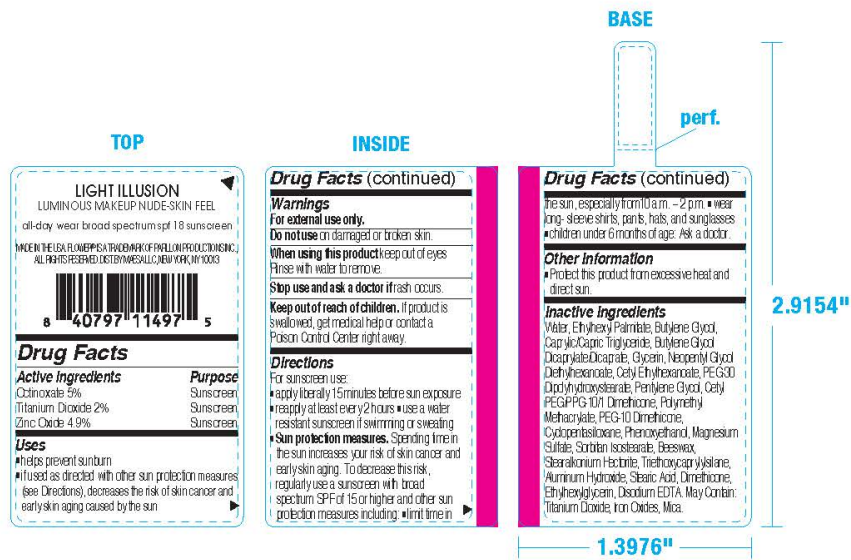 BASE
perf.
TOP
INSIDE
LIGHT ILLUSION
LUMINOUS MAKEUP NUDE-SKIN FEEL
all-day wear broad spectrum spf 18 sunscreen
MADE IN THE USA. FLOWER® IS A TRADEMARK OF PAPILLON PRODUCTIONS INC.,
ALL RIGHTS RESERVED. DIST. BY MAESA LLC, NEW YORK, NY 10013
8 40797 11497 5
Drug Facts
Active ingredients Purpose
Octinoxate 5% Sunscreen
Titanium Dioxide 2% Sunscreen
Zinc Oxide 4.9% Sunscreen
Uses
▪ helps prevent sunburn
▪ if used as directed with other sun protection measures
(see Directions), decreases the risk of skin cancer and
early skin aging caused by the sun
Drug Facts (continued)
Warnings
For external use only.
Do not use on damaged or broken skin.
When using this product keep out of eyes
Rinse with water to remove.
Stop use and ask a doctor if rash occurs.
Keep out of reach of children. If product is
swallowed, get medical help or contact a
Poison Control Center right away.
Directions
For sunscreen use:
▪ apply liberally 15 minutes before sun exposure
▪ reapply at least every 2 hours ▪ use a water
resistant sunscreen if swimming or sweating
▪ Sun protection measures. Spending time in
the sun increases your risk of skin cancer and
early skin aging. To decrease this risk,
regularly use a sunscreen with broad
spectrum SPF of 15 or higher and other sun
protection measures including: ▪ limit time in
Drug Facts (continued)
the sun, especially from 10 a.m. – 2 p.m. ▪ wear
long- sleeve shirts, pants, hats, and sunglasses
▪ children under 6 months of age: Ask a doctor.
Other information
▪ Protect this product from excessive heat and
direct sun.
Inactive ingredients
Water, Ethylhexyl Palmitate, Butylene Glycol,
Caprylic/Capric Triglyceride, Butylene Glycol
Dicaprylate/Dicaprate, Glycerin, Neopentyl Glycol
Diethylhexanoate, Cetyl Ethylhexanoate, PEG-30
Dipolyhydroxystearate, Pentylene Glycol, Cetyl
PEG/PPG-10/1 Dimethicone, Polymethyl
Methacrylate, PEG-10 Dimethicone,
Cyclopentasiloxane, Phenoxyethanol, Magnesium
Sulfate, Sorbitan Isostearate, Beeswax,
Stearalkonium Hectorite, Triethoxycaprylylsilane,
Aluminum Hydroxide, Stearic Acid, Dimethicone,
Ethylhexylglycerin, Disodium EDTA. May Contain:
Titanium Dioxide, Iron Oxides, Mica.
2.9154"
1.3976"